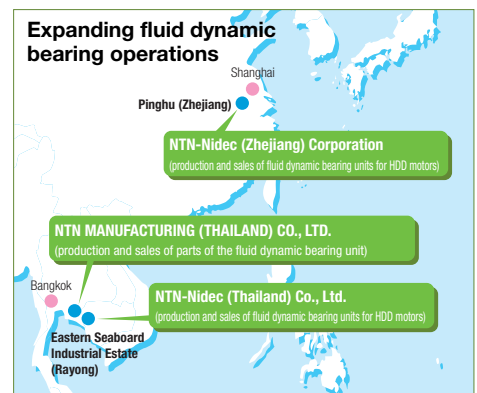 Expanding fluid dynamic
bearing operations
Shanghai
Pinghu (Zhejiang)
NTN-Nidec (Zhejiang) Corporation
(production and sales of fluid dynamic bearing units for HDD motors)
NTN MANUFACTURING (THAILAND) CO., LTD.
(production and sales of parts of the fluid dynamic bearing unit)
Bangkok
NTN-Nidec (Thailand) Co., Ltd.
(production and sales of fluid dynamic bearing units for HDD motors)
Eastern Seaboard
Industrial Estate
(Rayong)